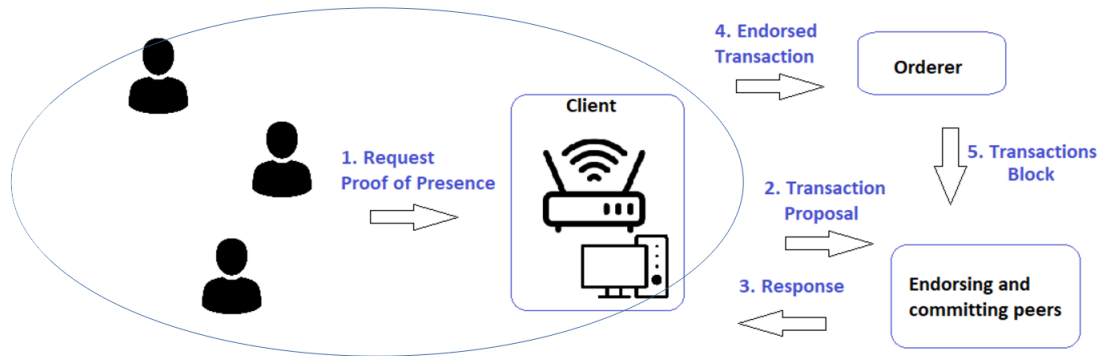 1. Request
Proof of Presence
Client
4. Endorsed
Transaction
Orderer
5. Transactions
Block
2. Transaction
Proposal
3. Response
Endorsing and
committing peers